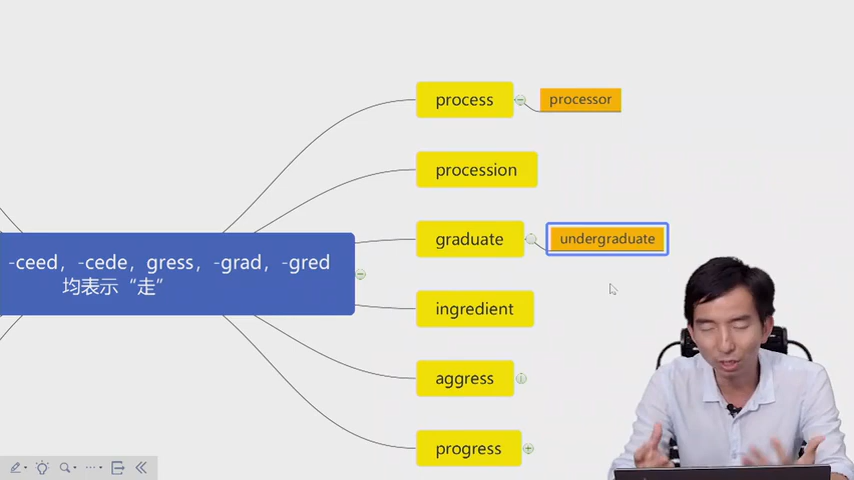 process
processor
procession
graduate
undergraduate
-ceed，-cede，gress，-grad，-gred
均表示“走”
ingredient
aggress
progress